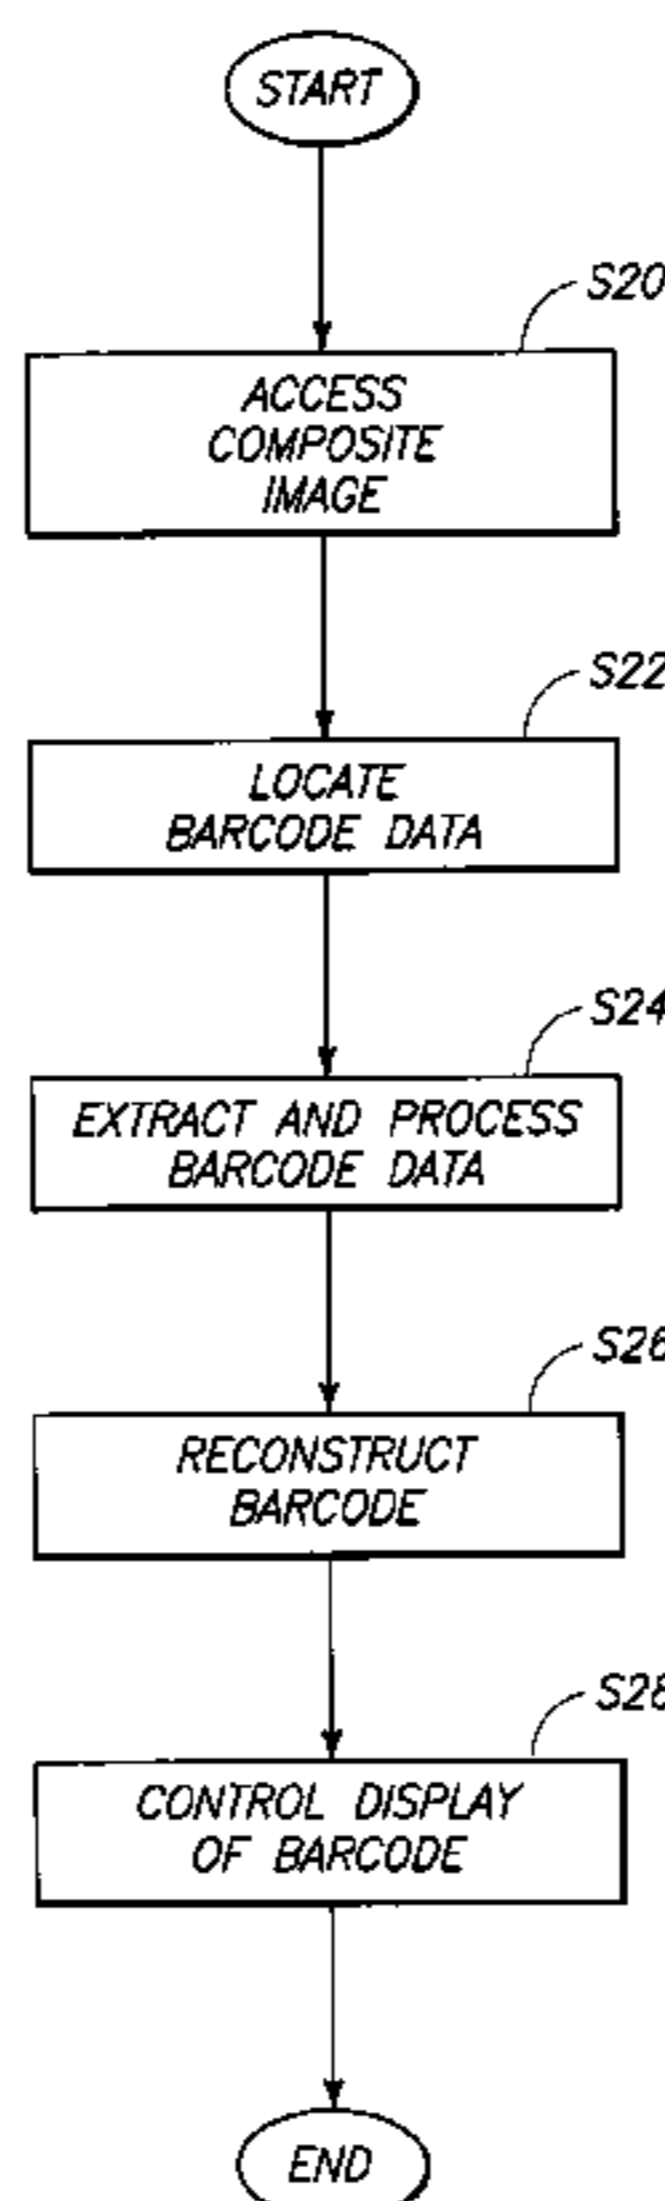 START
S20
ACCESS
COMPOSITE
IMAGE
S22
LOCATE
BARCODE DATA
S24
EXTRACT AND PROCESS
BARCODE DATA
S26
RECONSTRUCT
BARCODE
S28
CONTROL DISPLAY
OF BARCODE
END